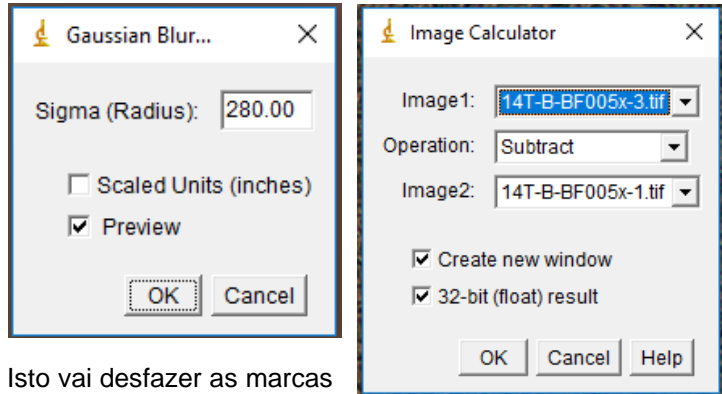 Gaussian Blur...
Sigma (Radius): 280.00
Scaled Units (inches)
Preview
OK Cancel
Isto vai desfazer as marcas
Image Calculator
Image1: 14T-B-BF005x-3.tif
Operation: Subtract
Image2: 14T-B-BF005x-1.tif
Create new window
32-bit (float) result
OK Cancel Help